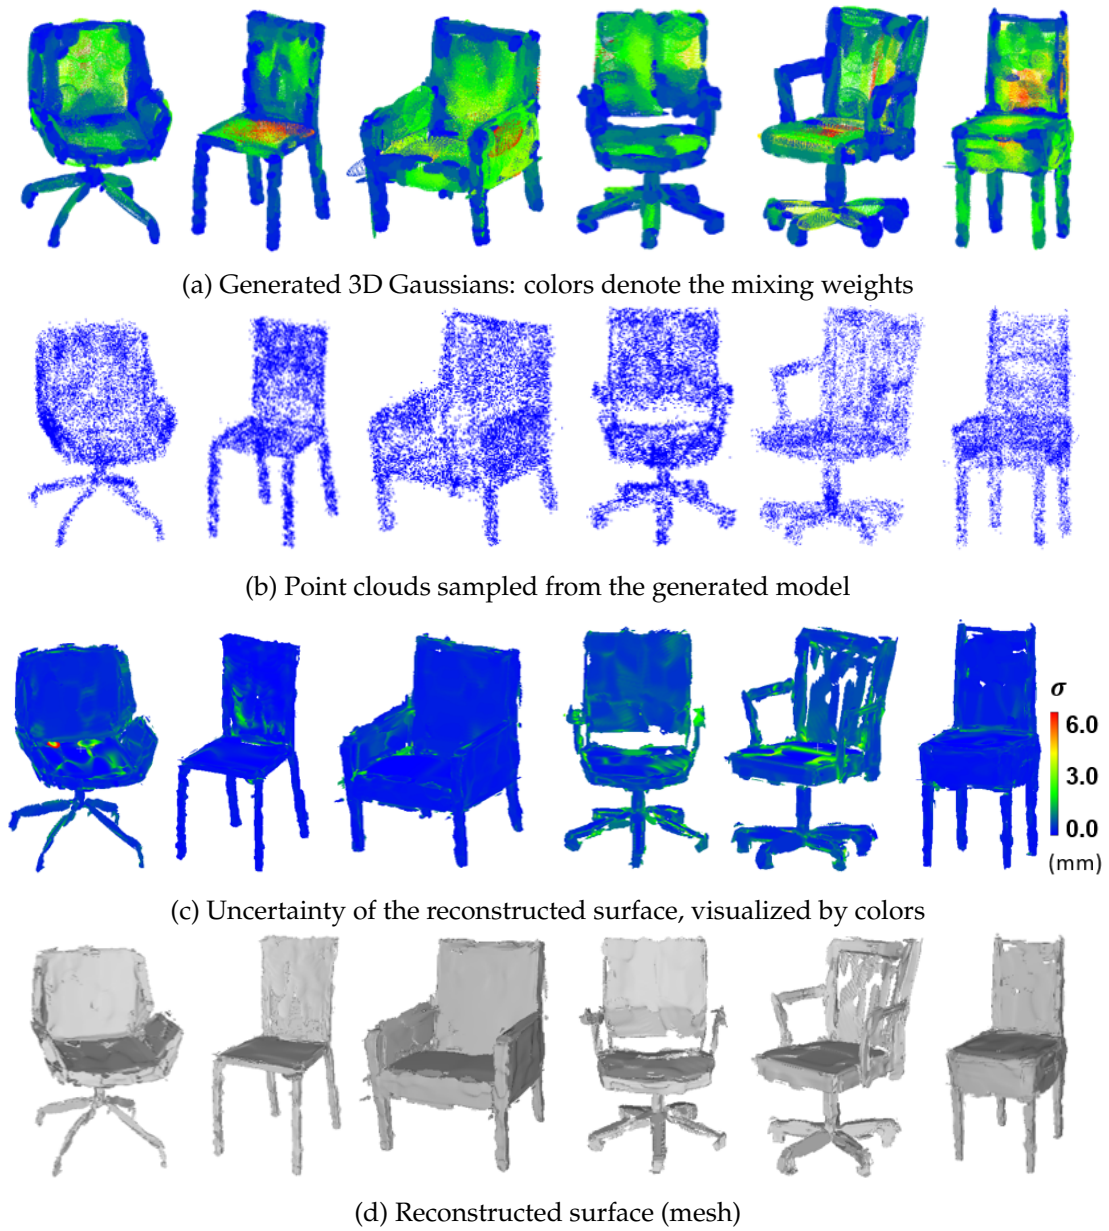 (a) Generated 3D Gaussians: colors denote the mixing weights
(b) Point clouds sampled from the generated model
σ
6.0
3.0
0.0
(mm)
(c) Uncertainty of the reconstructed surface, visualized by colors
(d) Reconstructed surface (mesh)